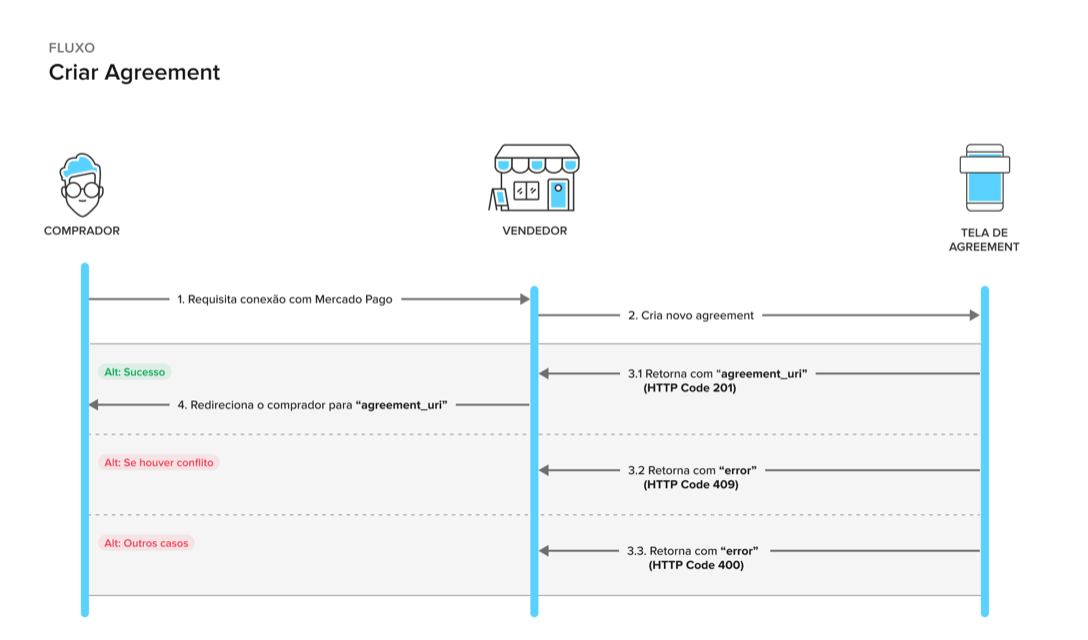 FLUXO
Criar Agreement
COMPRADOR
VENDEDOR
TELA DE
AGREEMENT
1. Requisita conexão com Mercado Pago
2. Cria novo agreement
Alt: Sucesso
3.1 Retorna com “agreement_uri”
(HTTP Code 201)
4. Redireciona o comprador para “agreement_uri”
Alt: Se houver conflito
3.2 Retorna com “error”
(HTTP Code 409)
Alt: Outros casos
3.3. Retorna com “error”
(HTTP Code 400)